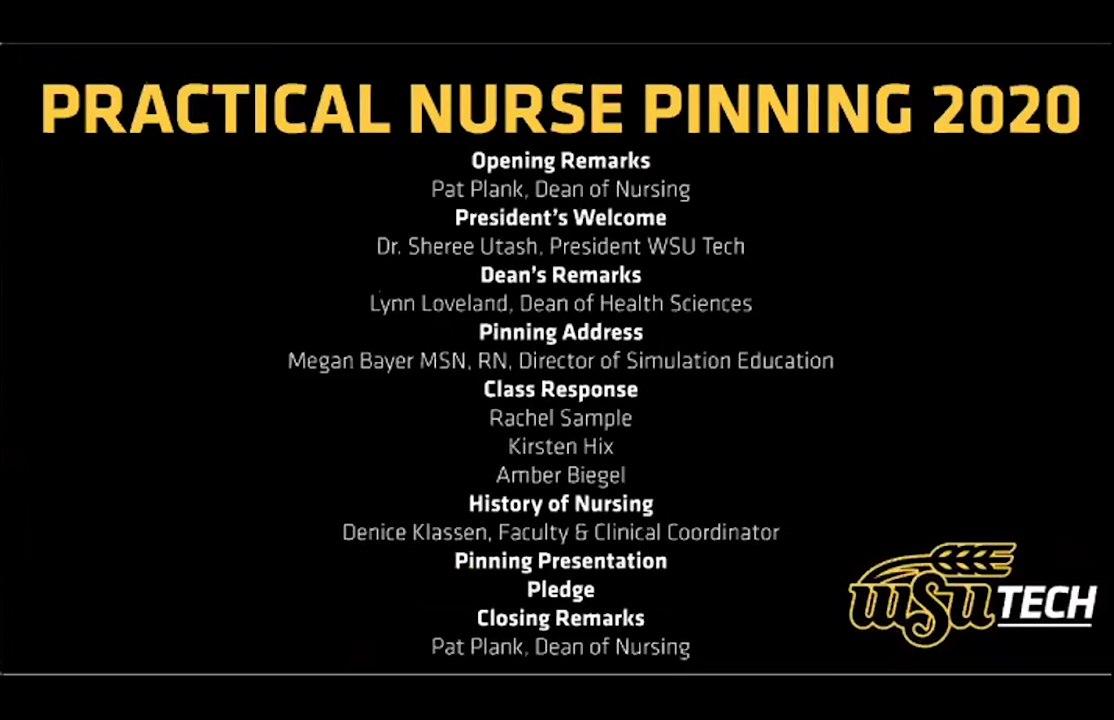 PRACTICAL NURSE PINNING 2020
Opening Remarks
Pat Plank, Dean of Nursing
President's Welcome
Dr. Sheree Utash, President WSU Tech
Dean's Remarks
Lynn Loveland, Dean of Health Sciences
Pinning Address
Megan Bayer MSN, RN, Director of Simulation Education
Class Response
Rachel Sample
Kirsten Hix
Amber Biegel
History of Nursing
Denice Klassen, Faculty & Clinical Coordinator
Pinning Presentation
Pledge
Closing Remarks
Pat Plank, Dean of Nursing
WSU TECH